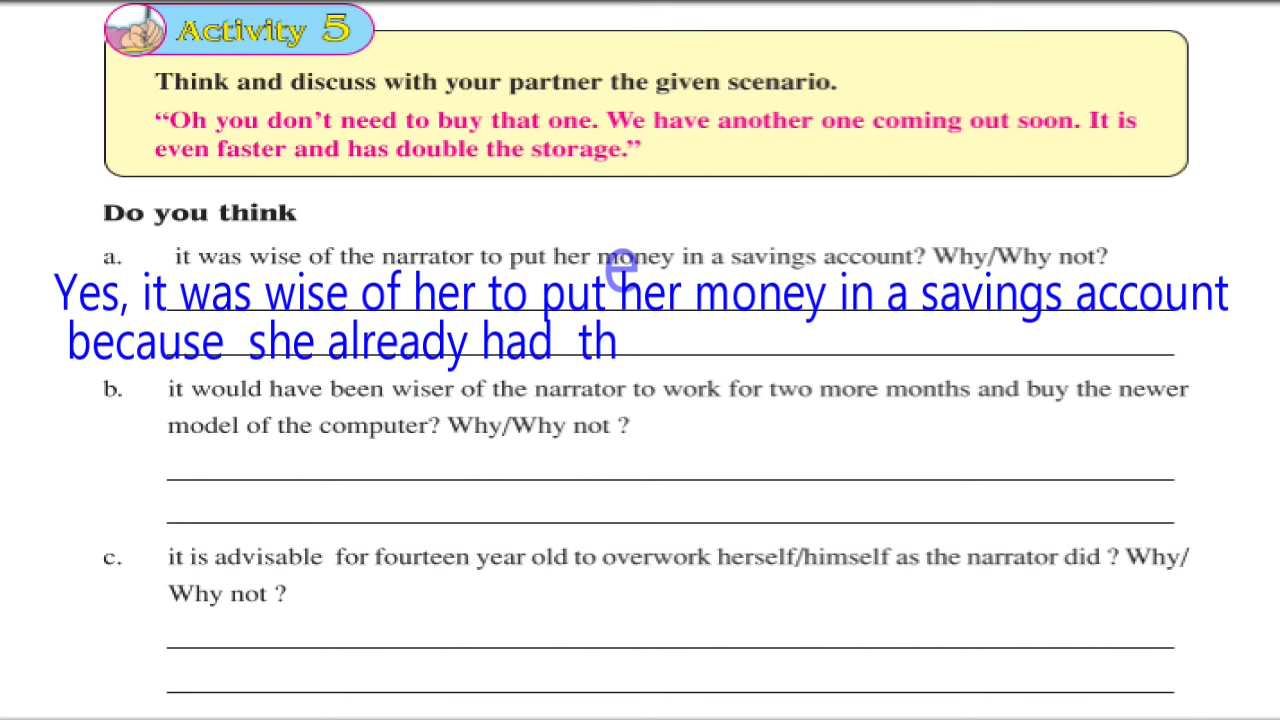 Activity 5
Think and discuss with your partner the given scenario.
“Oh you don’t need to buy that one. We have another one coming out soon. It is
even faster and has double the storage.”
Do you think
a. it was wise of the narrator to put her money in a savings account? Why/Why not?
Yes, it was wise of her to put her money in a savings account
because she already had th
e
b. it would have been wiser of the narrator to work for two more months and buy the newer
model of the computer? Why/Why not ?
c. it is advisable for fourteen year old to overwork herself/himself as the narrator did ? Why/
Why not ?